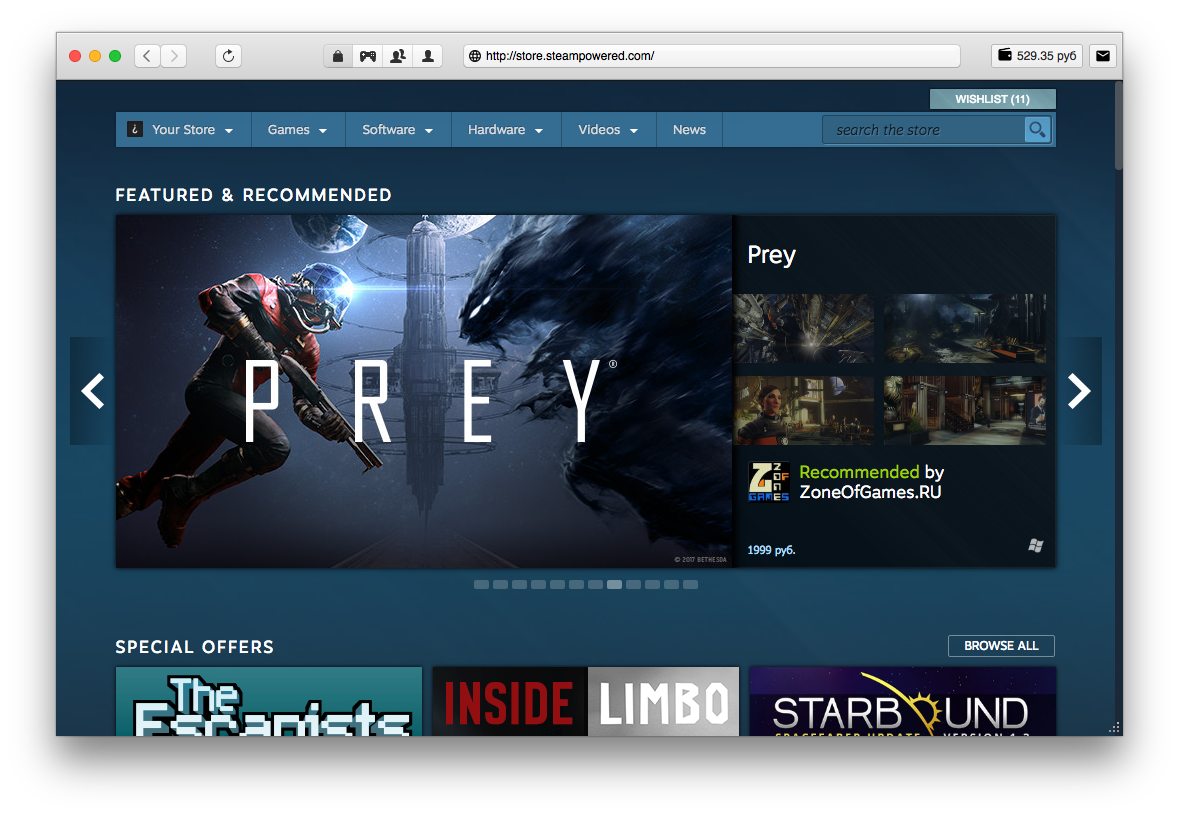 http://store.steampowered.com/
529.35 руб
WISHLIST (11)
Your Store
Games
Software
Hardware
Videos
News
search the store
FEATURED & RECOMMENDED
PREY®
© 2017 BETHESDA
Prey
Z OF GAMES
Recommended by
ZoneOfGames.RU
1999 руб.
SPECIAL OFFERS
BROWSE ALL
The
Escapists
INSIDE
LIMBO
STARBOUND
SPACEFARER UPDATE
VERSION 1.3